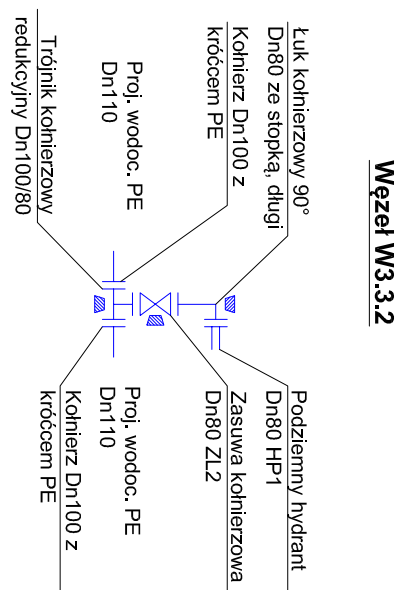 Węzeł W3.3.2
Łuk kołnierzowy 90°
Dn80 ze stopką, długi
Kołnierz Dn100 z
króćcem PE
Proj. wodoc. PE
Dn110
Trójnik kołnierzowy
redukcyjny Dn100/80
Podziemny hydrant
Dn80 HP1
Zasuwa kołnierzowa
Dn80 ZL2
Proj. wodoc. PE
Dn110
Kołnierz Dn100 z
króćcem PE